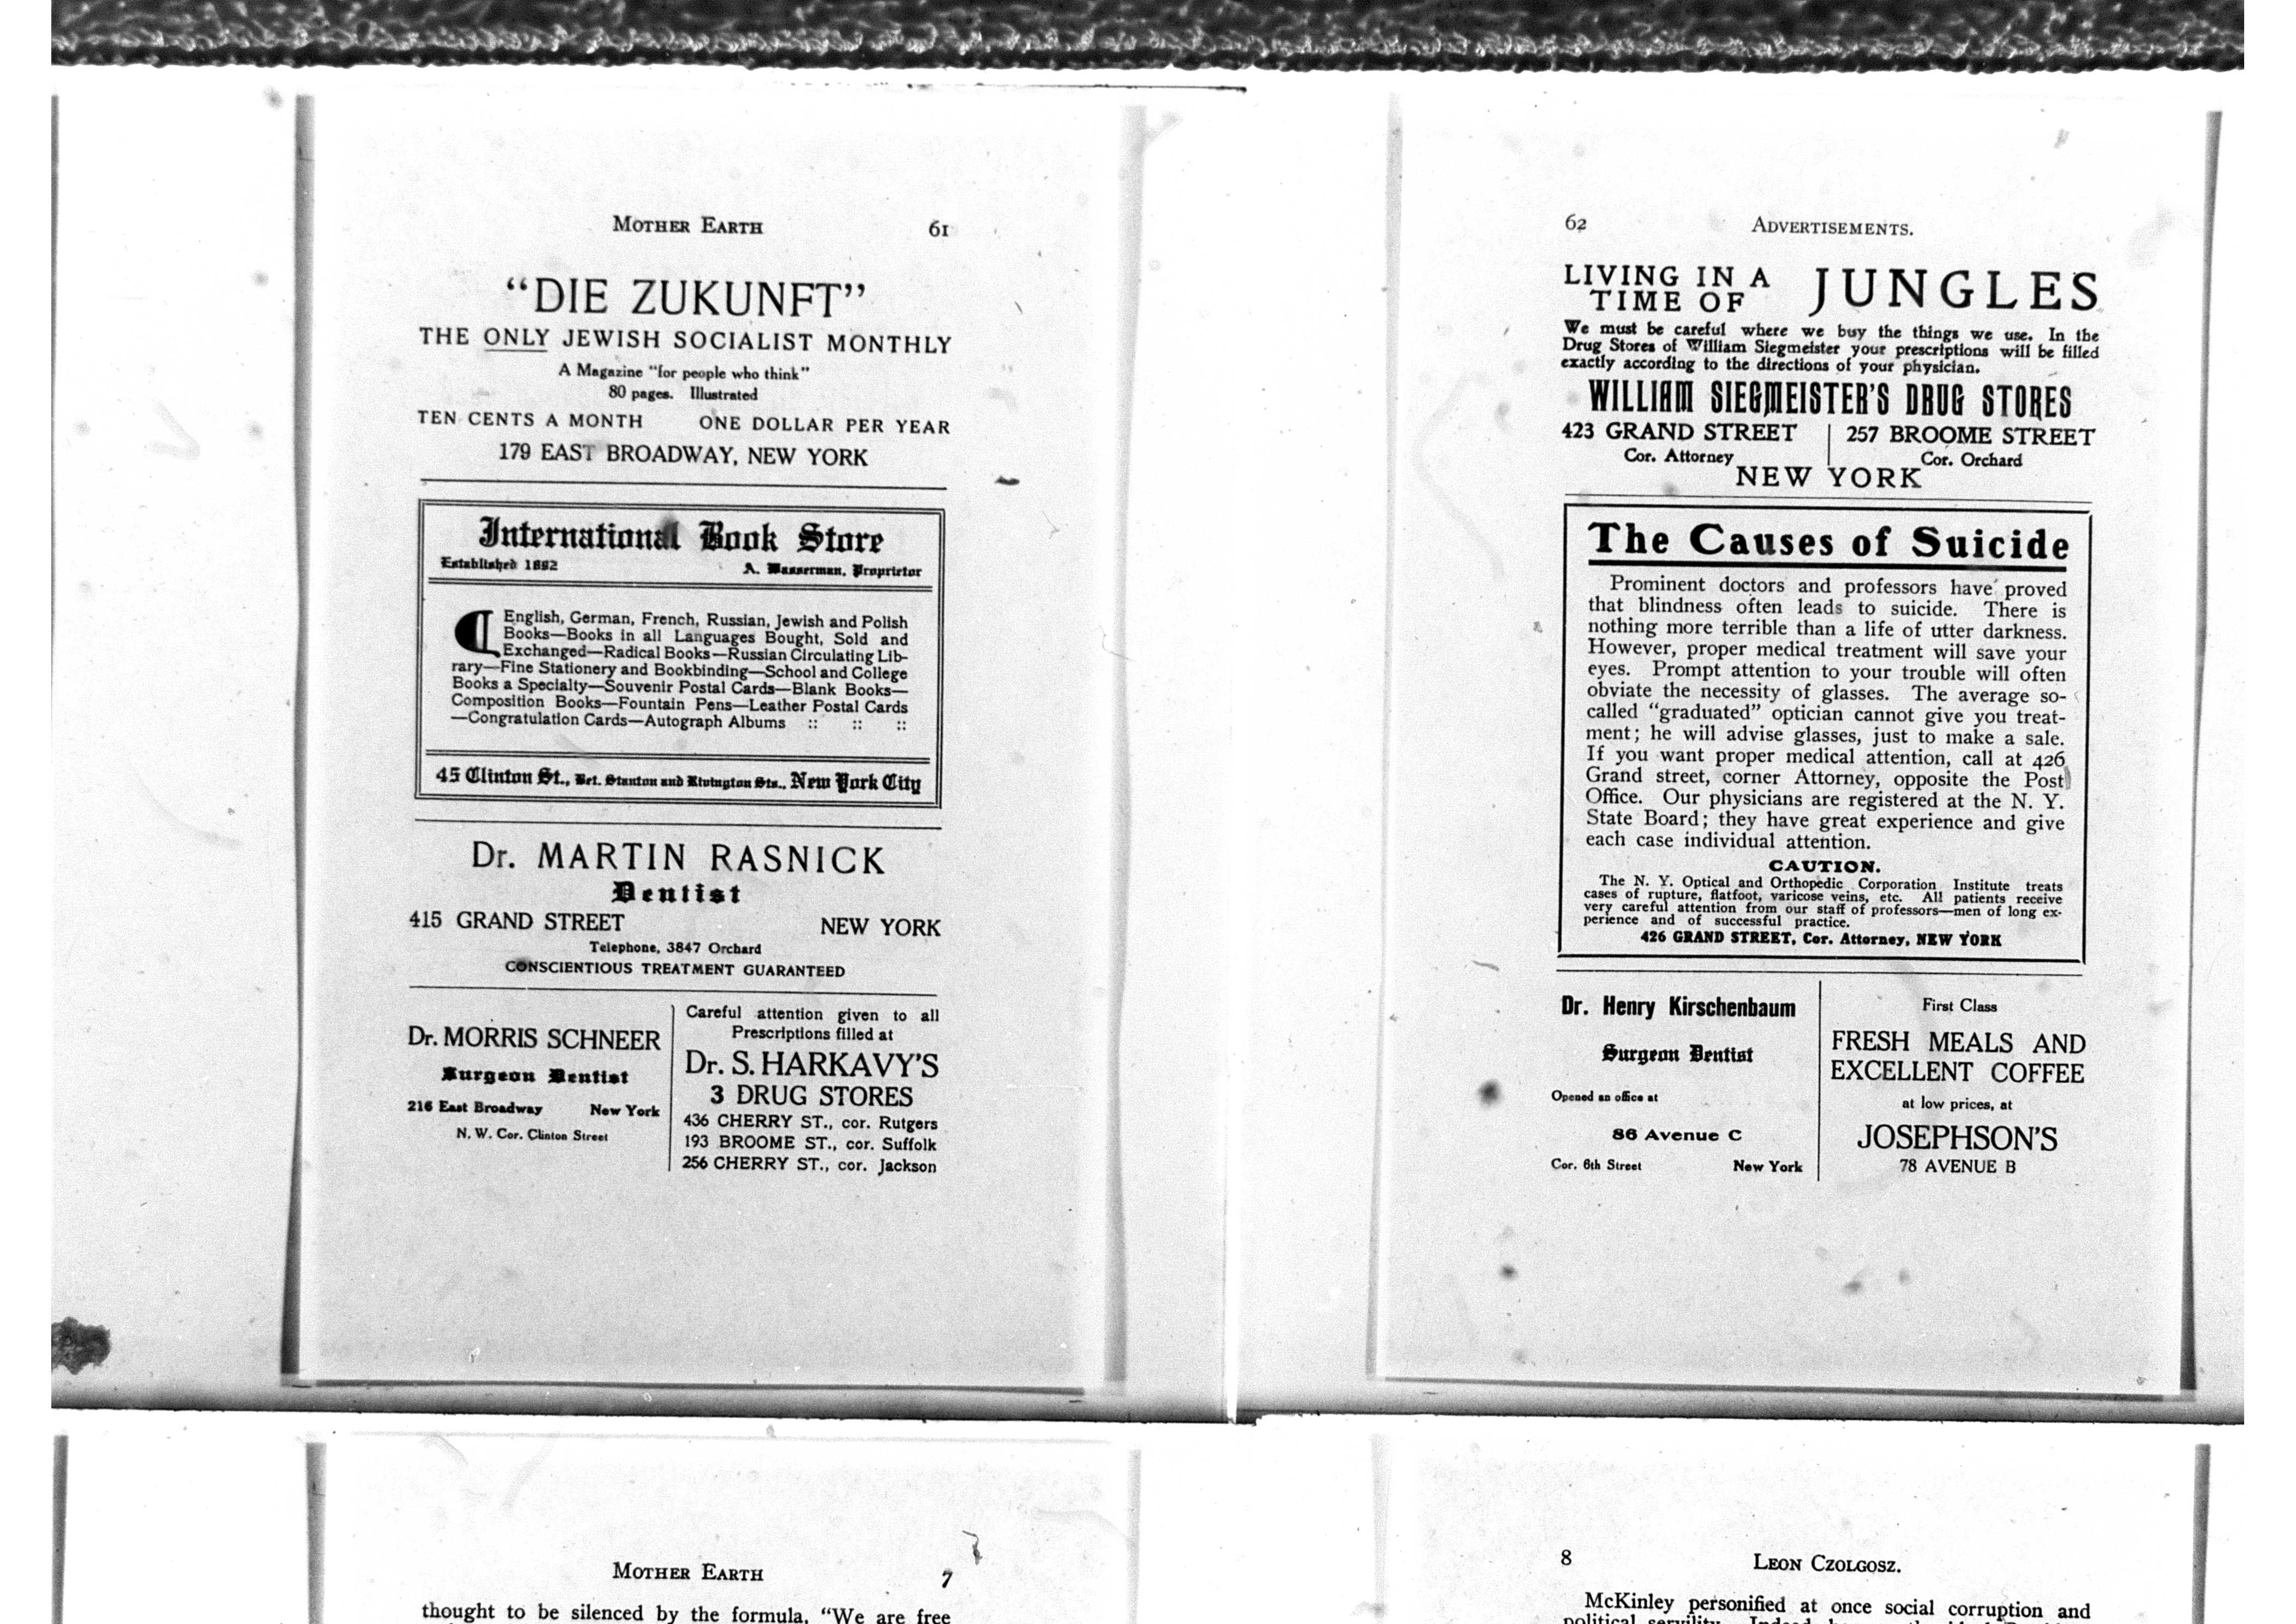 MOTHER EARTH 61
“DIE ZUKUNFT”
THE ONLY JEWISH SOCIALIST MONTHLY
A Magazine “for people who think”
80 pages. Illustrated
TEN CENTS A MONTH ONE DOLLAR PER YEAR
179 EAST BROADWAY, NEW YORK
International Book Store
Established 1892 A. Wasserman, Proprietor
English, German, French, Russian, Jewish and Polish
Books—Books in all Languages Bought, Sold and
Exchanged—Radical Books—Russian Circulating Lib-
rary—Fine Stationery and Bookbinding—School and College
Books a Specialty—Souvenir Postal Cards—Blank Books—
Composition Books—Fountain Pens—Leather Postal Cards
—Congratulation Cards—Autograph Albums :: :: ::
45 Clinton St., Bet. Stanton and Rivington Sts., New York City
Dr. MARTIN RASNICK
Dentist
415 GRAND STREET NEW YORK
Telephone, 3847 Orchard
CONSCIENTIOUS TREATMENT GUARANTEED
Dr. MORRIS SCHNEER
Surgeon Dentist
216 East Broadway New York
N. W. Cor. Clinton Street
Careful attention given to all
Prescriptions filled at
Dr. S. HARKAVY’S
3 DRUG STORES
436 CHERRY ST., cor. Rutgers
193 BROOME ST., cor. Suffolk
256 CHERRY ST., cor. Jackson
62 ADVERTISEMENTS.
LIVING IN A
TIME OF JUNGLES
We must be careful where we buy the things we use. In the
Drug Stores of William Siegmeister your prescriptions will be filled
exactly according to the directions of your physician.
WILLIAM SIEGMEISTER’S DRUG STORES
423 GRAND STREET 257 BROOME STREET
Cor. Attorney Cor. Orchard
NEW YORK
The Causes of Suicide
Prominent doctors and professors have proved
that blindness often leads to suicide. There is
nothing more terrible than a life of utter darkness.
However, proper medical treatment will save your
eyes. Prompt attention to your trouble will often
obviate the necessity of glasses. The average so-
called “graduated” optician cannot give you treat-
ment; he will advise glasses, just to make a sale.
If you want proper medical attention, call at 426
Grand street, corner Attorney, opposite the Post
Office. Our physicians are registered at the N. Y.
State Board; they have great experience and give
each case individual attention.
CAUTION.
The N. Y. Optical and Orthopedic Corporation Institute treats
cases of rupture, flatfoot, varicose veins, etc. All patients receive
very careful attention from our staff of professors—men of long ex-
perience and of successful practice.
426 GRAND STREET, Cor. Attorney, NEW YORK
Dr. Henry Kirschenbaum
Surgeon Dentist
Opened an office at
86 Avenue C
Cor. 6th Street New York
First Class
FRESH MEALS AND
EXCELLENT COFFEE
at low prices, at
JOSEPHSON’S
78 AVENUE B
MOTHER EARTH 7
thought to be silenced by the formula, “We are free
8 LEON CZOLGOSZ.
McKinley personified at once social corruption and
political servility.